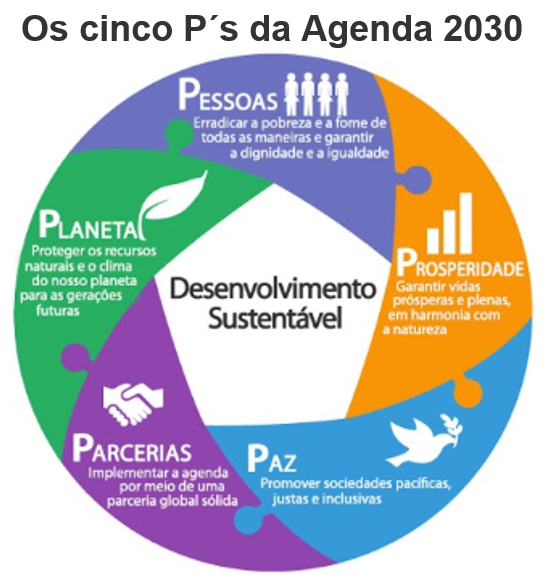 Os cinco P´s da Agenda 2030
PESSOAS
Erradicar a pobreza e a fome de
todas as maneiras e garantir
a dignidade e a igualdade
PROSPERIDADE
Garantir vidas
prósperas e plenas,
em harmonia com
a natureza
PAZ
Promover sociedades pacíficas,
justas e inclusivas
PARCERIAS
Implementar a agenda
por meio de uma
parceria global sólida
PLANETA
Proteger os recursos
naturais e o clima
do nosso planeta
para as gerações
futuras
Desenvolvimento
Sustentável